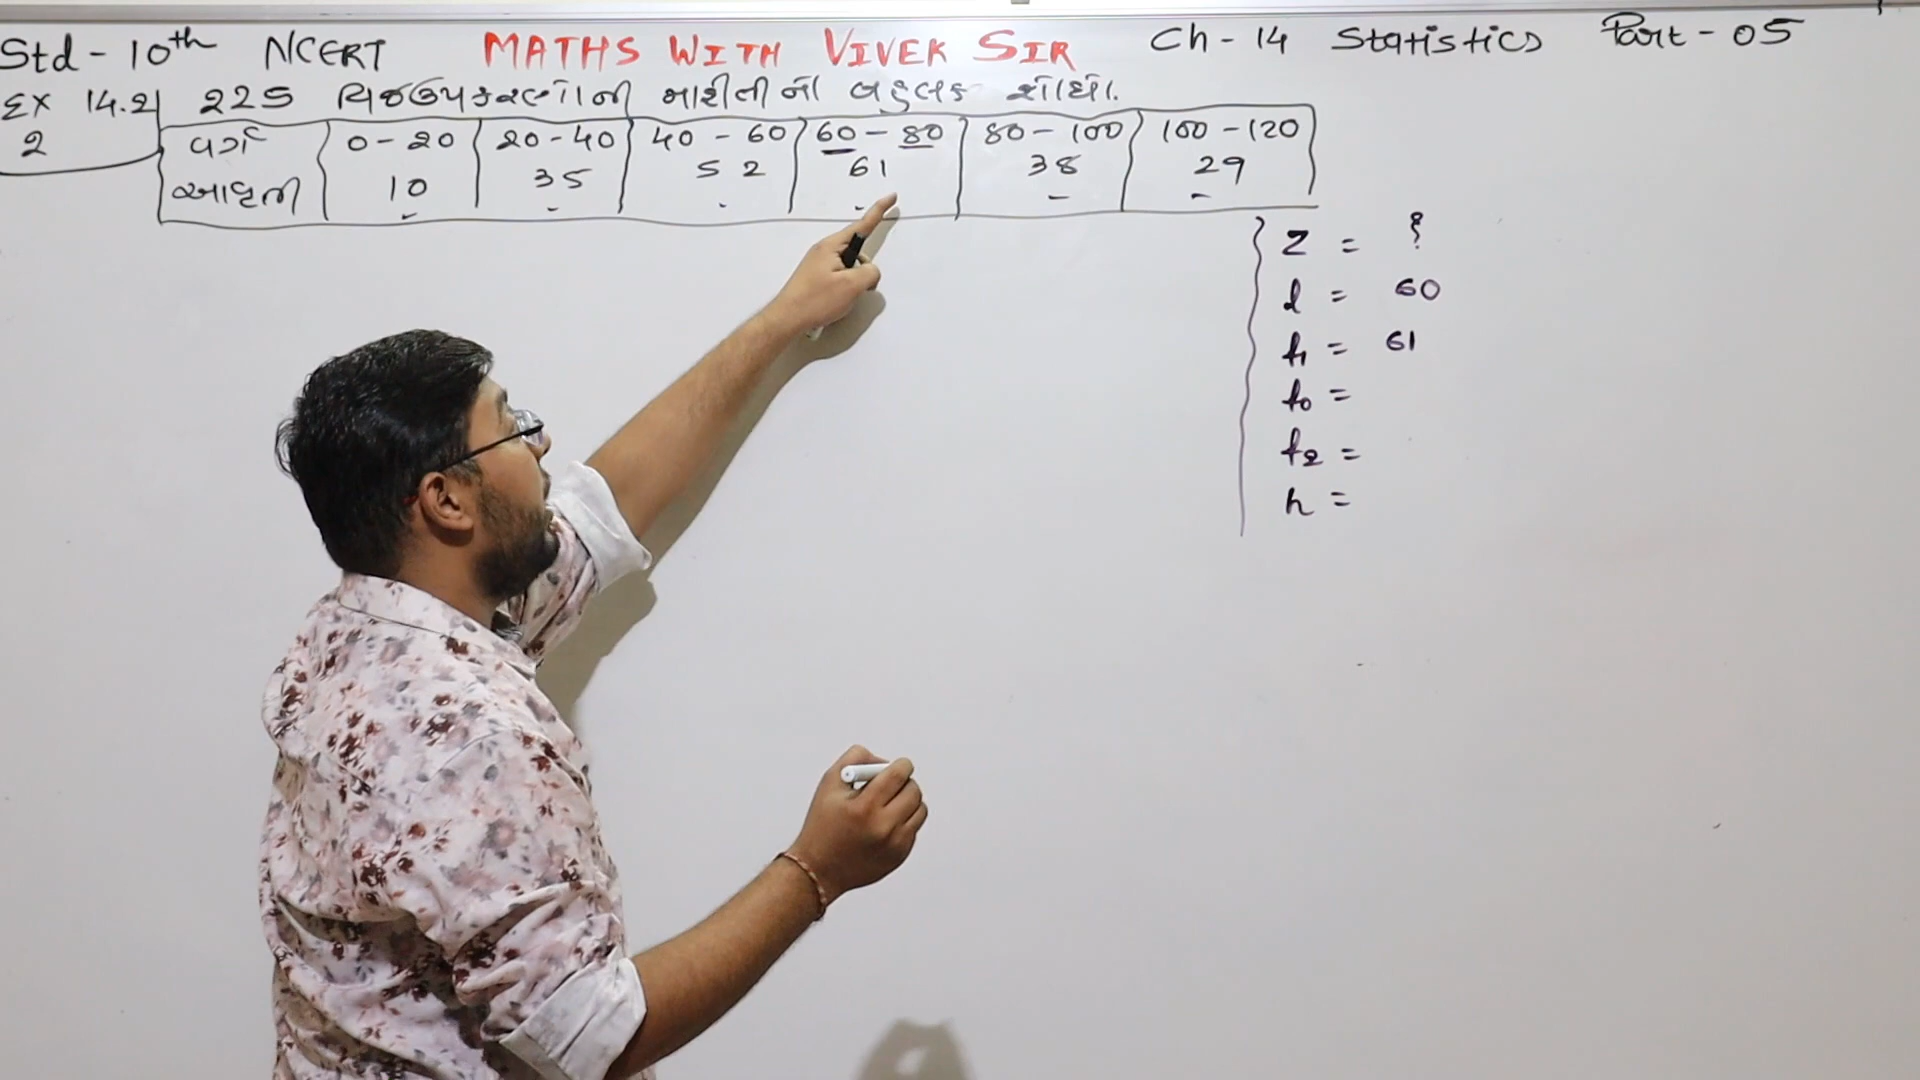 Std - 10th NCERT MATHS WITH VIVEK SIR Ch - 14 Statistics Part - 05
Ex 14.2 225 વિજઉપકરણોની માહીતીનો બહુલક શોધો.
2
વર્ગ 0 - 20 20 - 40 40 - 60 60 - 80 80 - 100 100 - 120
આવૃત્તી 10 35 52 61 38 29
Z = ?
l = 60
f1 = 61
f0 =
f2 =
h =